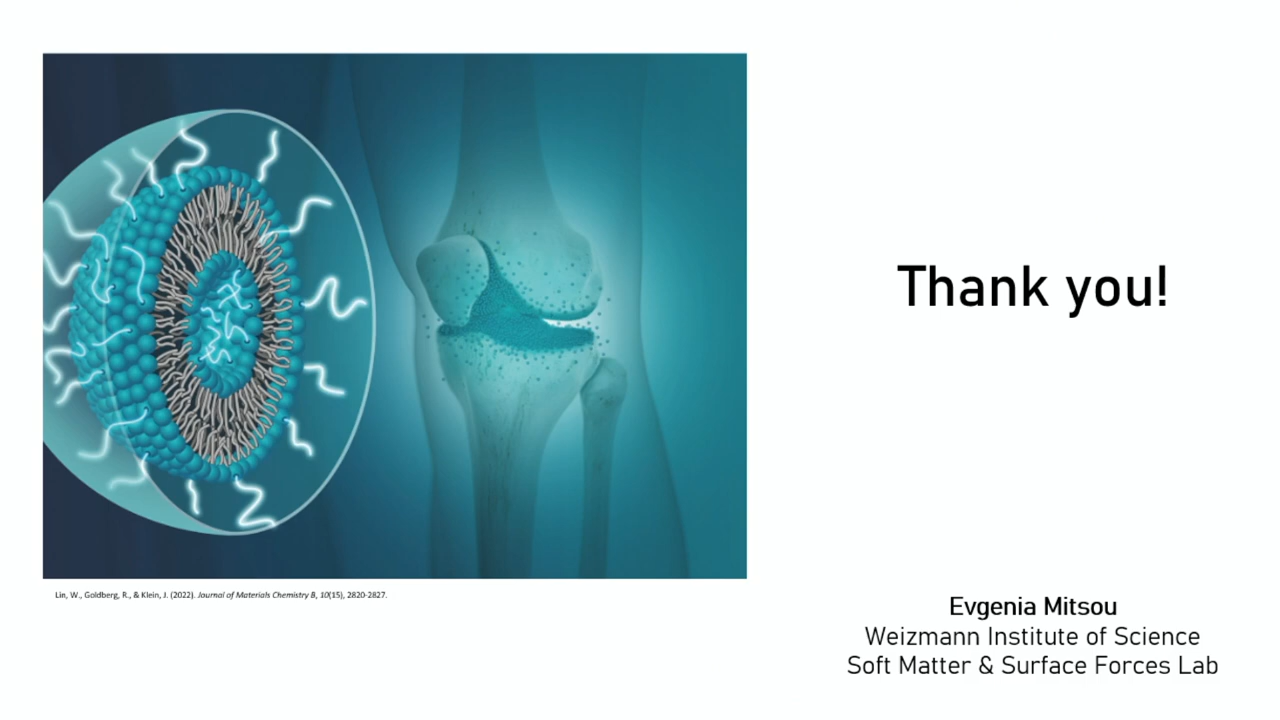 Thank you!
Lin, W., Goldberg, R., & Klein, J. (2022). Journal of Materials Chemistry B, 10(15), 2820-2827.
Evgenia Mitsou
Weizmann Institute of Science
Soft Matter & Surface Forces Lab